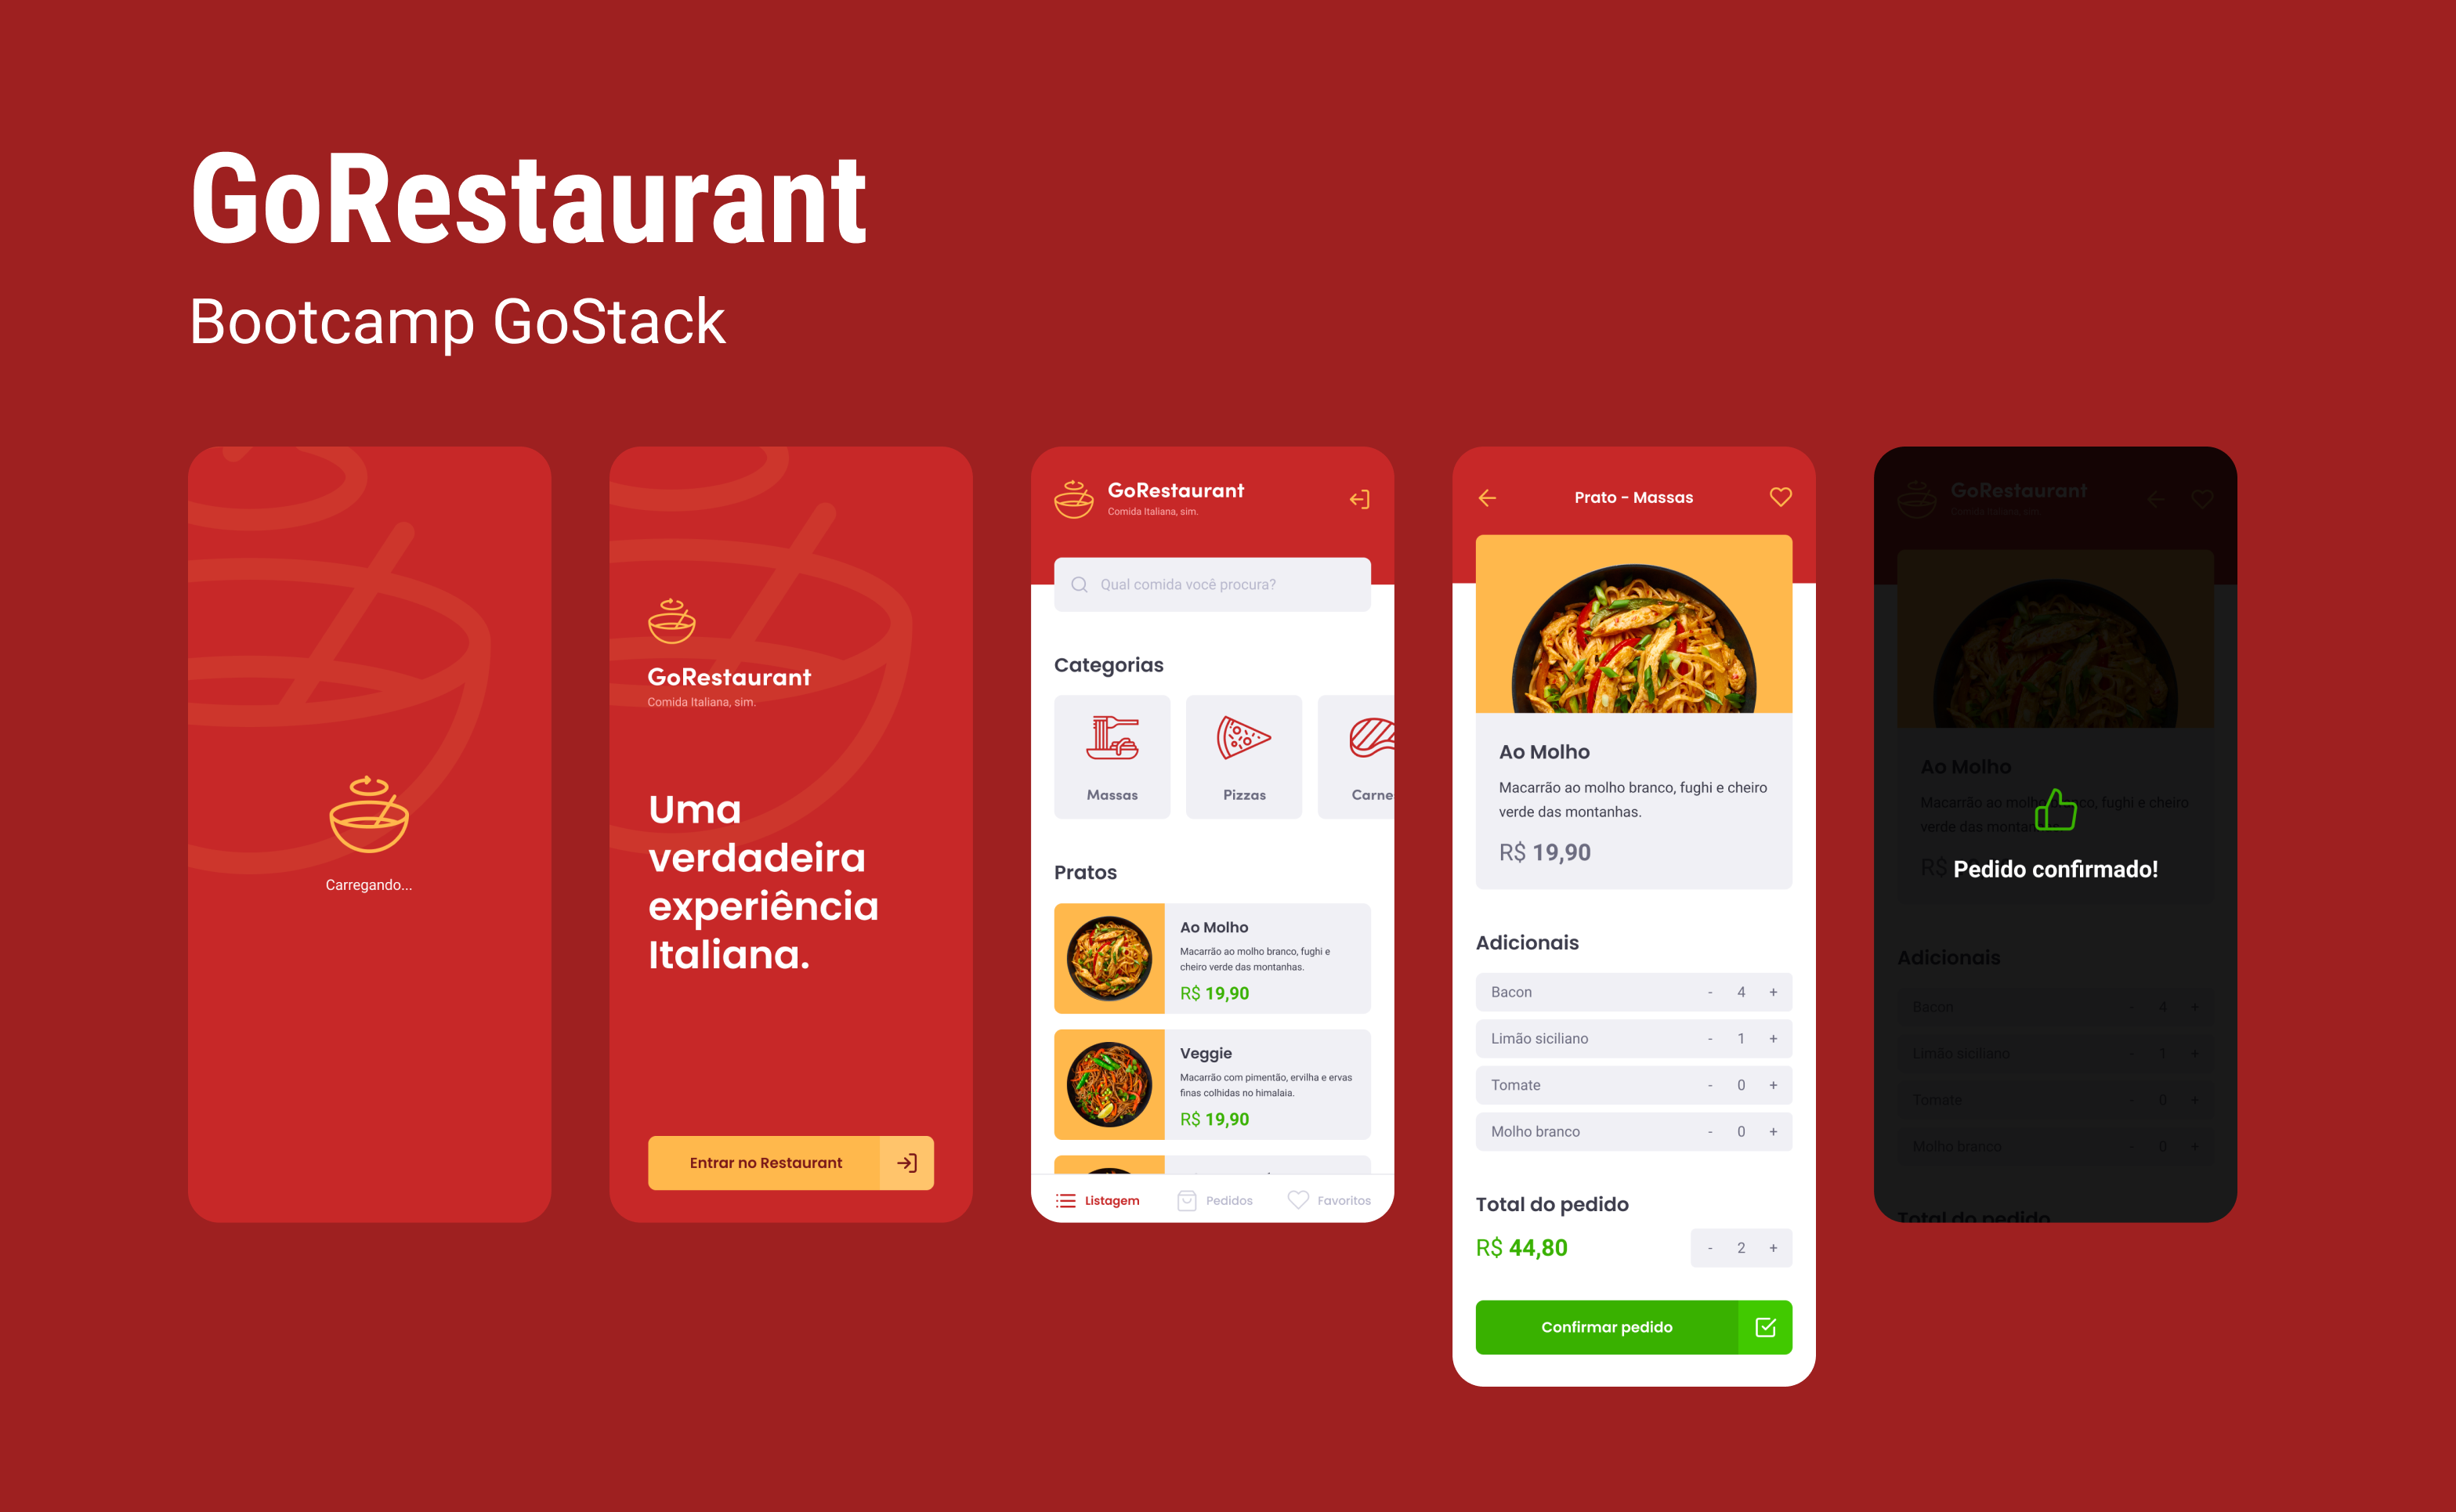 GoRestaurant
Bootcamp GoStack
Carregando...
GoRestaurant
Comida Italiana, sim.
Uma
verdadeira
experiência
Italiana.
Entrar no Restaurant
GoRestaurant
Comida Italiana, sim.
Qual comida você procura?
Categorias
Massas
Pizzas
Carne
Pratos
Ao Molho
Macarrão ao molho branco, fughi e
cheiro verde das montanhas.
R$ 19,90
Veggie
Macarrão com pimentão, ervilha e ervas
finas colhidas no himalaia.
R$ 19,90
Listagem
Pedidos
Favoritos
Prato - Massas
Ao Molho
Macarrão ao molho branco, fughi e cheiro
verde das montanhas.
R$ 19,90
Adicionais
Bacon - 4 +
Limão siciliano - 1 +
Tomate - 0 +
Molho branco - 0 +
Total do pedido
R$ 44,80 - 2 +
Confirmar pedido
GoRestaurant
Comida Italiana, sim.
Ao Molho
Macarrão ao molho branco, fughi e cheiro
verde das
R$
Pedido confirmado!
Adicionais
Bacon - 4 +
Limão siciliano - 1 +
Tomate - 0 +
Molho branco - 0 +
Total do pedido